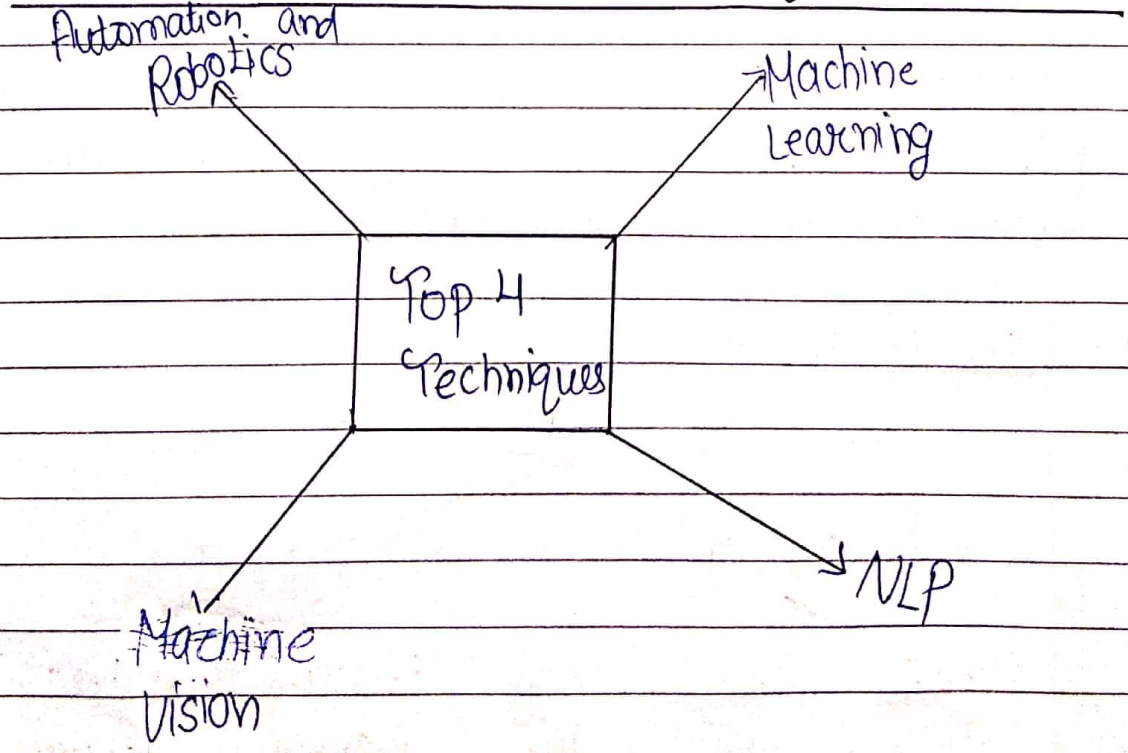 Automation and
Robotics
Machine
Learning
Top 4
Techniques
NLP
Machine
Vision